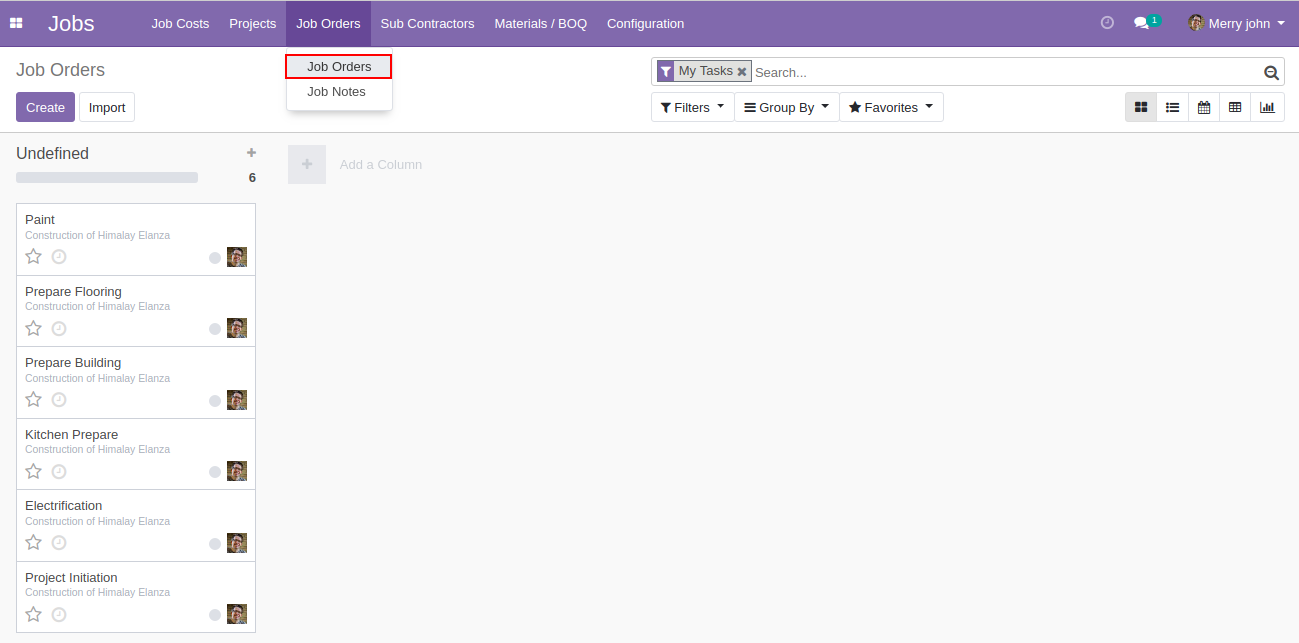 Jobs
Job Costs
Projects
Job Orders
Sub Contractors
Materials / BOQ
Configuration
1
Merry john
Job Orders
Job Orders
Job Notes
My Tasks
Search...
Create
Import
Filters
Group By
Favorites
Undefined
6
Add a Column
Paint
Construction of Himalay Elanza
Prepare Flooring
Construction of Himalay Elanza
Prepare Building
Construction of Himalay Elanza
Kitchen Prepare
Construction of Himalay Elanza
Electrification
Construction of Himalay Elanza
Project Initiation
Construction of Himalay Elanza